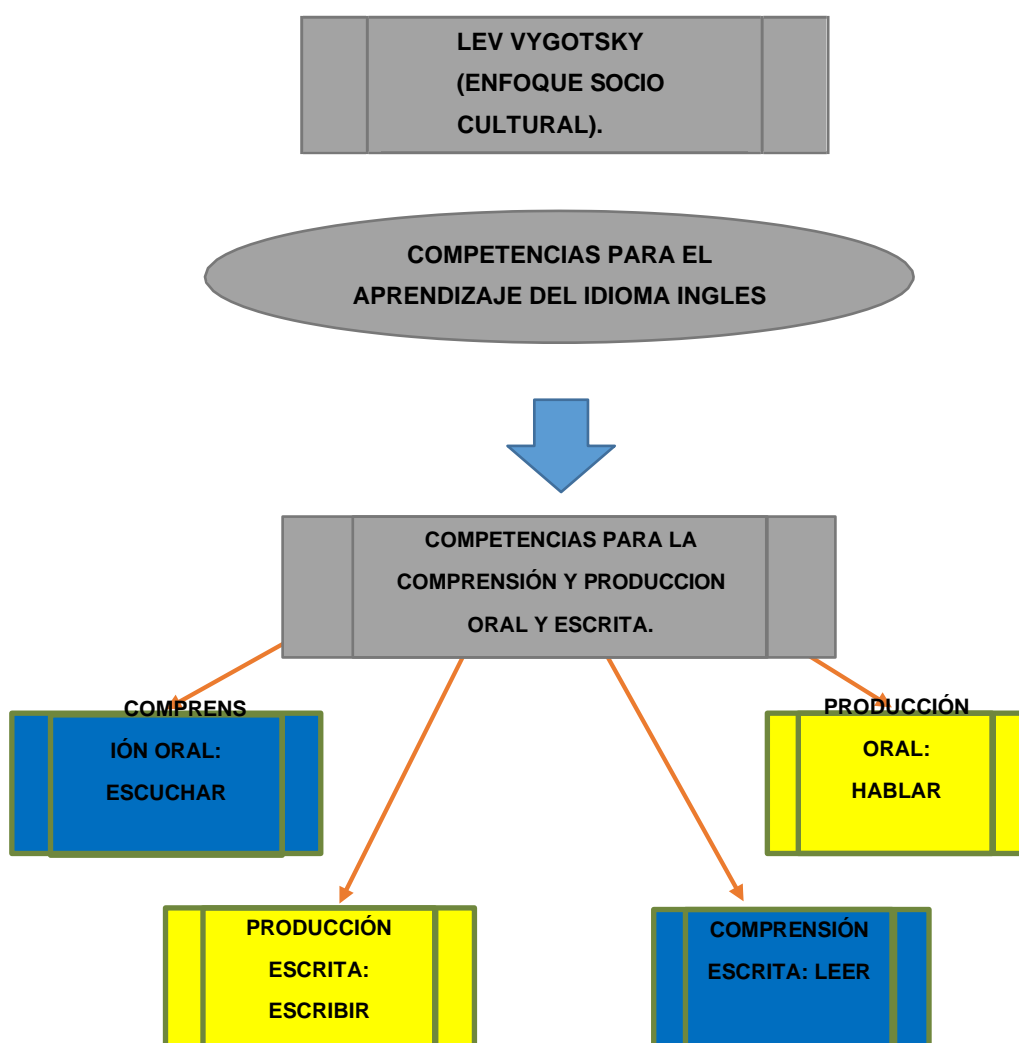 LEV VYGOTSKY
(ENFOQUE SOCIO
CULTURAL).
COMPETENCIAS PARA EL
APRENDIZAJE DEL IDIOMA INGLES
COMPETENCIAS PARA LA
COMPRENSIÓN Y PRODUCCION
ORAL Y ESCRITA.
COMPRENS
IÓN ORAL:
ESCUCHAR
PRODUCCIÓN
ORAL:
HABLAR
PRODUCCIÓN
ESCRITA:
ESCRIBIR
COMPRENSIÓN
ESCRITA: LEER